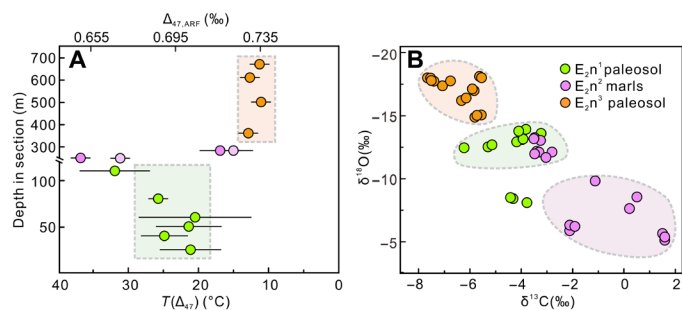 Δ47,ARF (‰)
0.655 0.695 0.735
A
Depth in section (m)
700
600
500
400
300
100
50
40 30 20 10 0
T(Δ47) (°C)
B
E2n1 paleosol
E2n2 marls
E2n3 paleosol
δ18O(‰)
−20
−15
−10
−5
−8 −6 −4 −2 0 2
δ13C(‰)